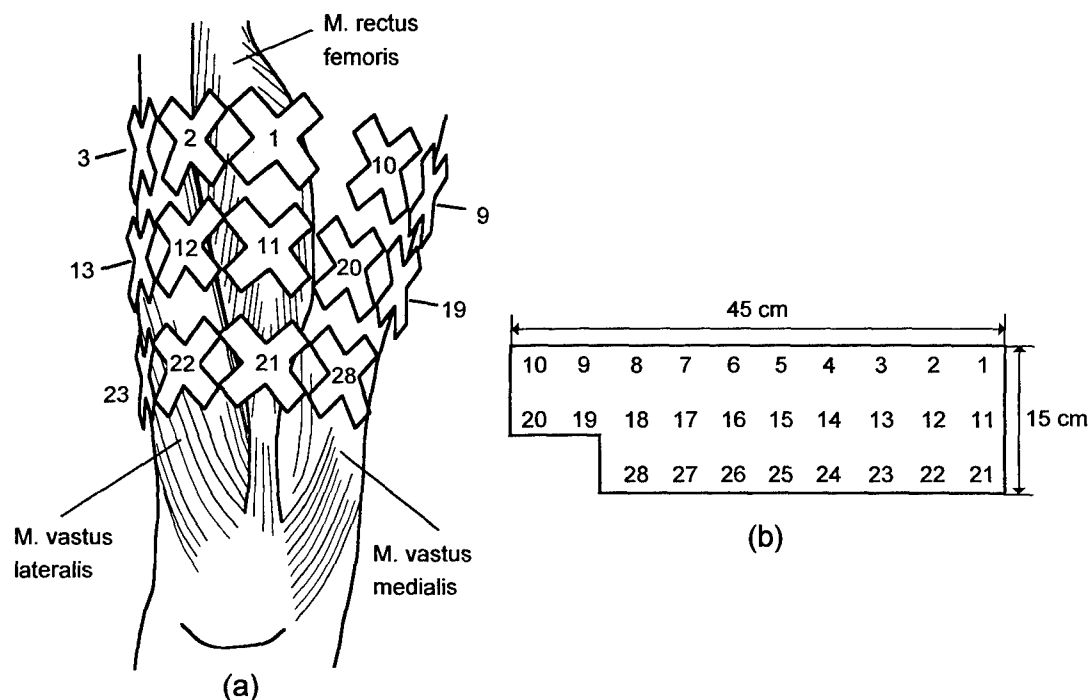 M. rectus
femoris
3
2
1
10
9
13
12
11
20
19
23
22
21
28
M. vastus
lateralis
M. vastus
medialis
(a)
45 cm
10 9 8 7 6 5 4 3 2 1
20 19 18 17 16 15 14 13 12 11
15 cm
28 27 26 25 24 23 22 21
(b)